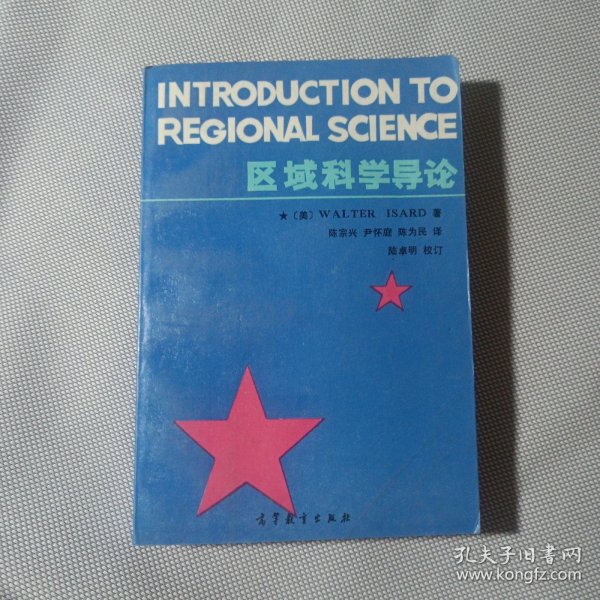 INTRODUCTION TO
REGIONAL SCIENCE
区域科学导论
★〔美〕WALTER ISARD 著
陈宗兴 尹怀庭 陈为民 译
陆卓明 校订
高等教育出版社
孔夫子旧书网
www.kongfz.com